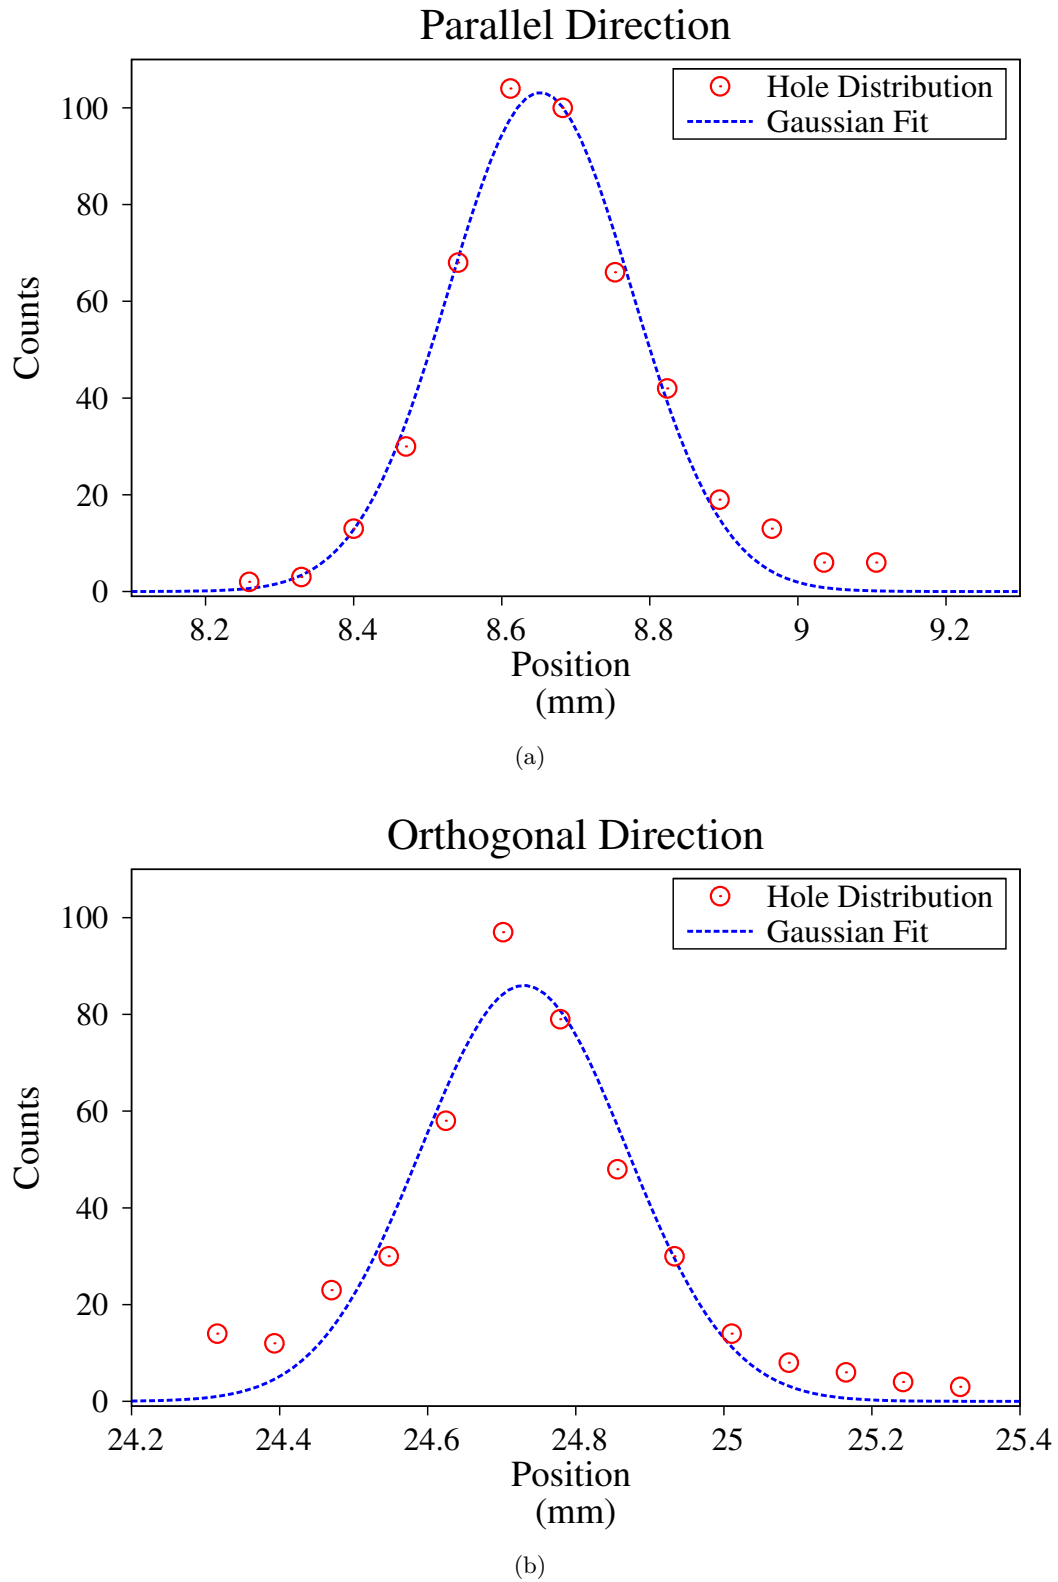 Parallel Direction
Hole Distribution
Gaussian Fit
100
80
60
40
20
0
Counts
8.2 8.4 8.6 8.8 9 9.2
Position
(mm)
(a)
Orthogonal Direction
Hole Distribution
Gaussian Fit
100
80
60
40
20
0
Counts
24.2 24.4 24.6 24.8 25 25.2 25.4
Position
(mm)
(b)